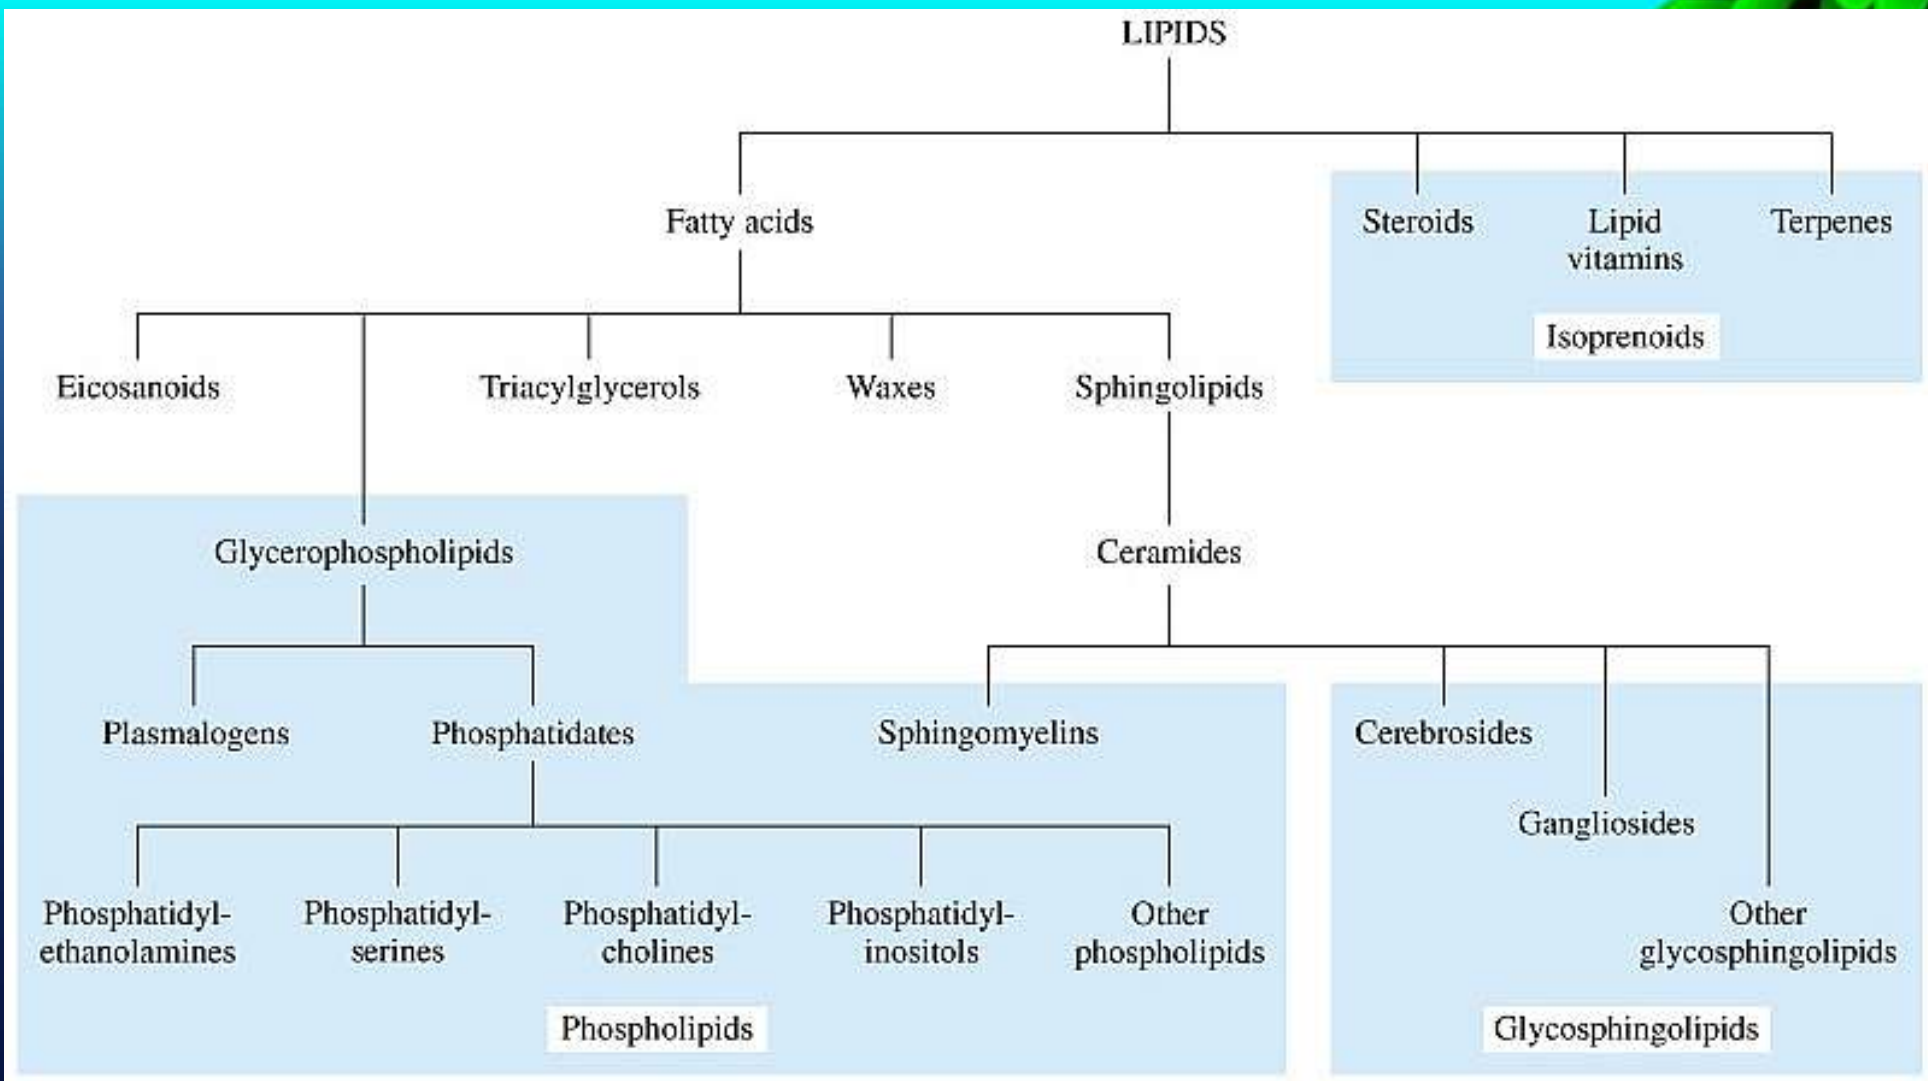 LIPIDS
Fatty acids
Steroids
Lipid
vitamins
Terpenes
Isoprenoids
Eicosanoids
Triacylglycerols
Waxes
Sphingolipids
Glycerophospholipids
Ceramides
Plasmalogens
Phosphatidates
Sphingomyelins
Cerebrosides
Gangliosides
Phosphatidyl-
ethanolamines
Phosphatidyl-
serines
Phosphatidyl-
cholines
Phosphatidyl-
inositols
Other
phospholipids
Other
glycosphingolipids
Phospholipids
Glycosphingolipids